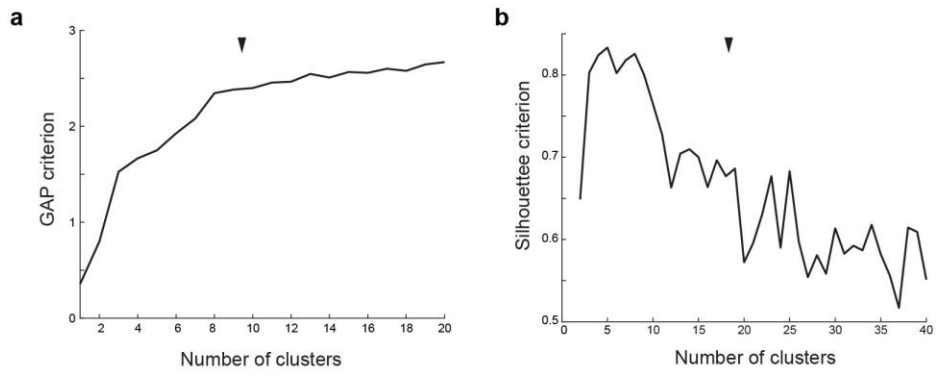 a
3
2
1
0
GAP criterion
2 4 6 8 10 12 14 16 18 20
Number of clusters
b
0.8
0.7
0.6
0.5
Silhouettee criterion
0 5 10 15 20 25 30 35 40
Number of clusters